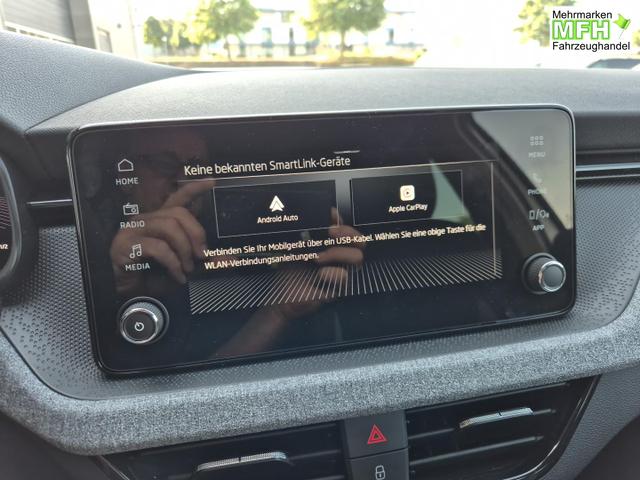 Mehrmarken
MFH
Fahrzeughandel
Keine bekannten SmartLink-Geräte
HOME
RADIO
MEDIA
Android Auto
Apple CarPlay
MENU
PHONE
APP
Verbinden Sie Ihr Mobilgerät über ein USB-Kabel. Wählen Sie eine obige Taste für die
WLAN-Verbindungsanleitungen.